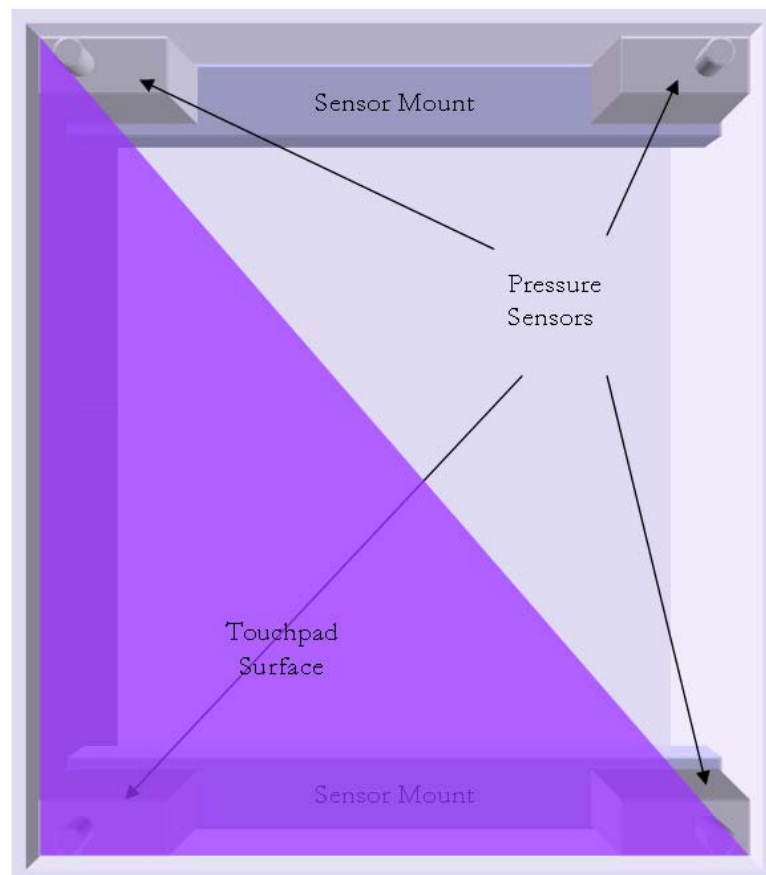 Sensor Mount
Pressure
Sensors
Touchpad
Surface
Sensor Mount